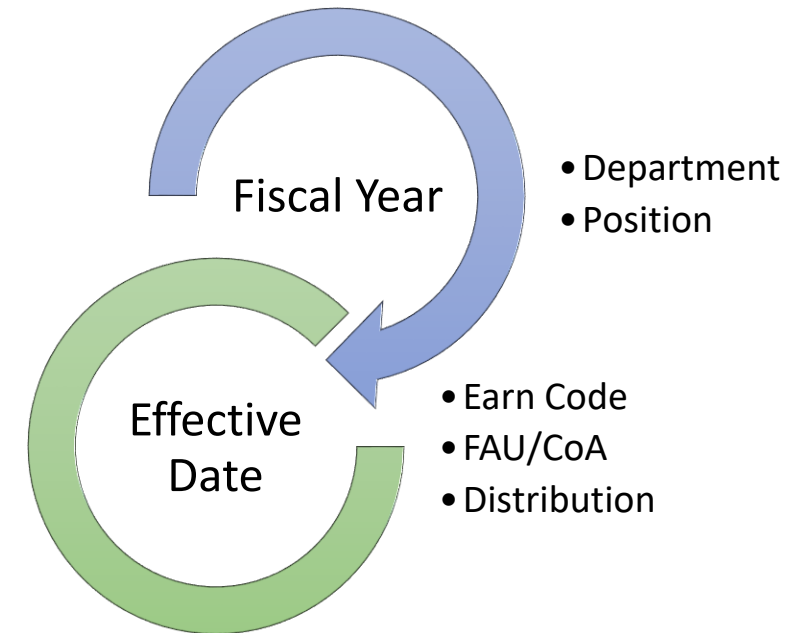 Fiscal Year
• Department
• Position
Effective
Date
• Earn Code
• FAU/CoA
• Distribution